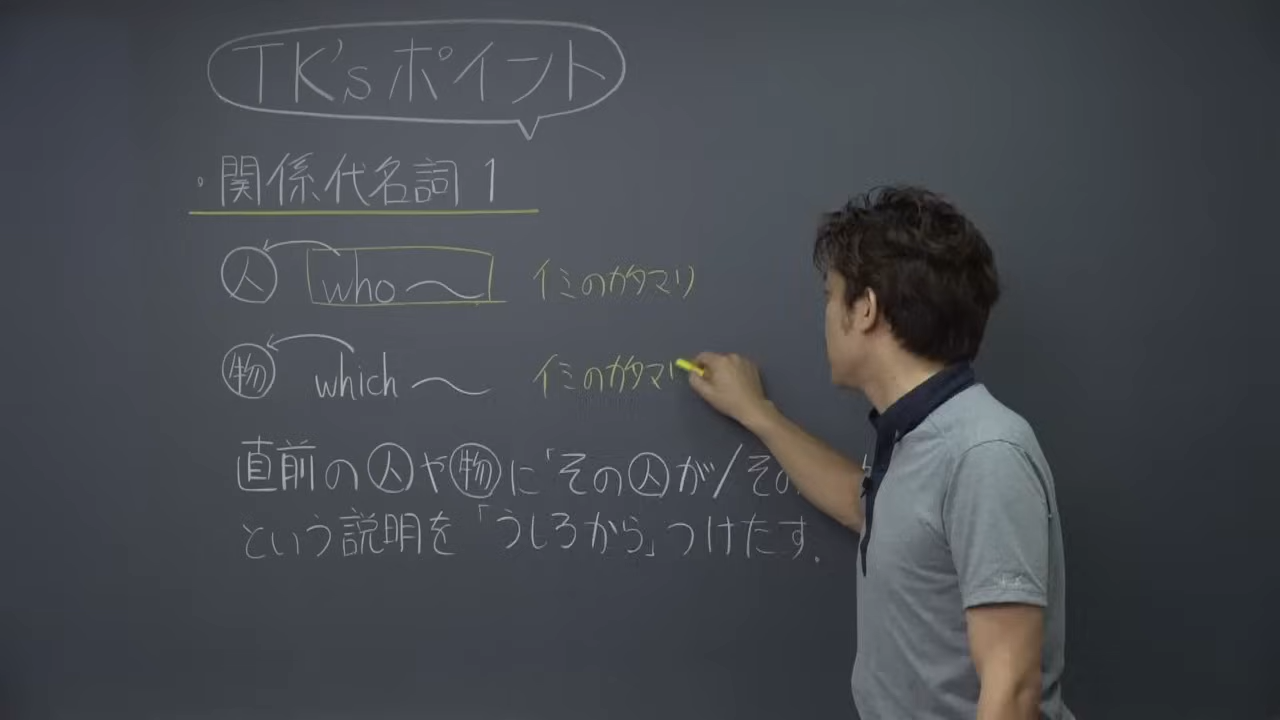 TK'sポイント
・関係代名詞 1
人 who〜 イミのカタマリ
物 which〜 イミのカタマリ
直前の人や物に「その人が/その
という説明を「うしろから」つけたす.